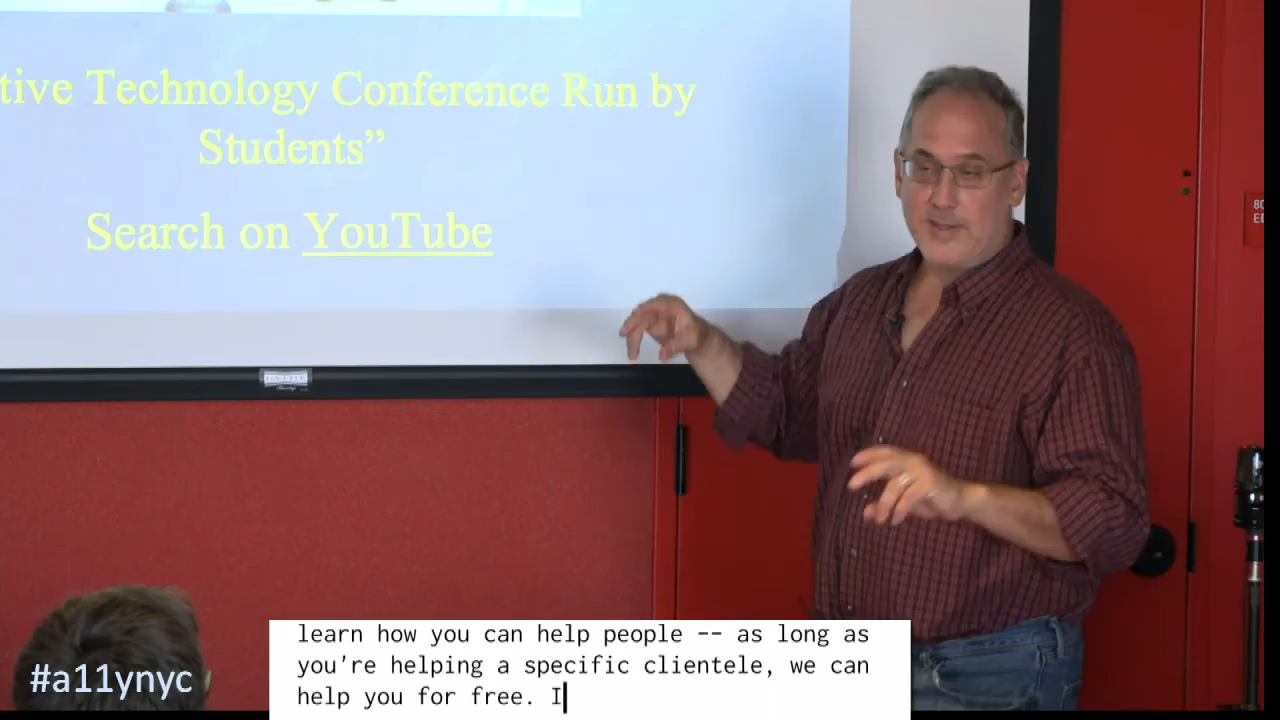 tive Technology Conference Run by
Students”
Search on YouTube
learn how you can help people -- as long as
you're helping a specific clientele, we can
help you for free. I
#a11ynyc